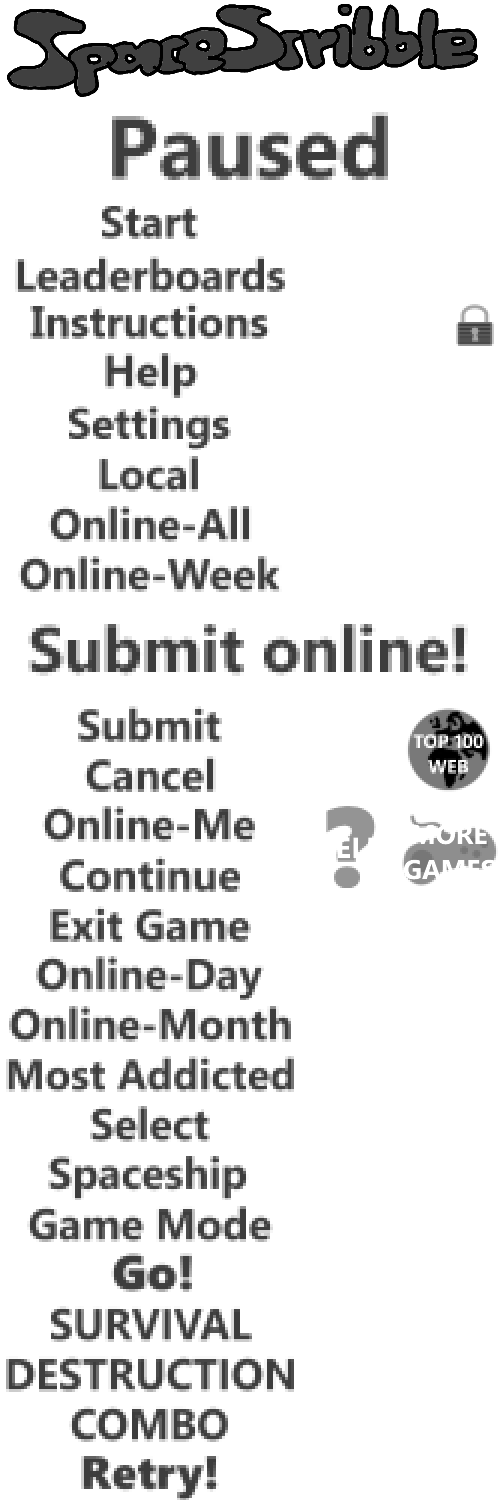 SpaceScribble
Paused
Start
Leaderboards
Instructions
Help
Settings
Local
Online-All
Online-Week
Submit online!
Submit
TOP 100
WEB
Cancel
Online-Me
MORE
GAMES
Continue
Exit Game
Online-Day
Online-Month
Most Addicted
Select
Spaceship
Game Mode
Go!
SURVIVAL
DESTRUCTION
COMBO
Retry!